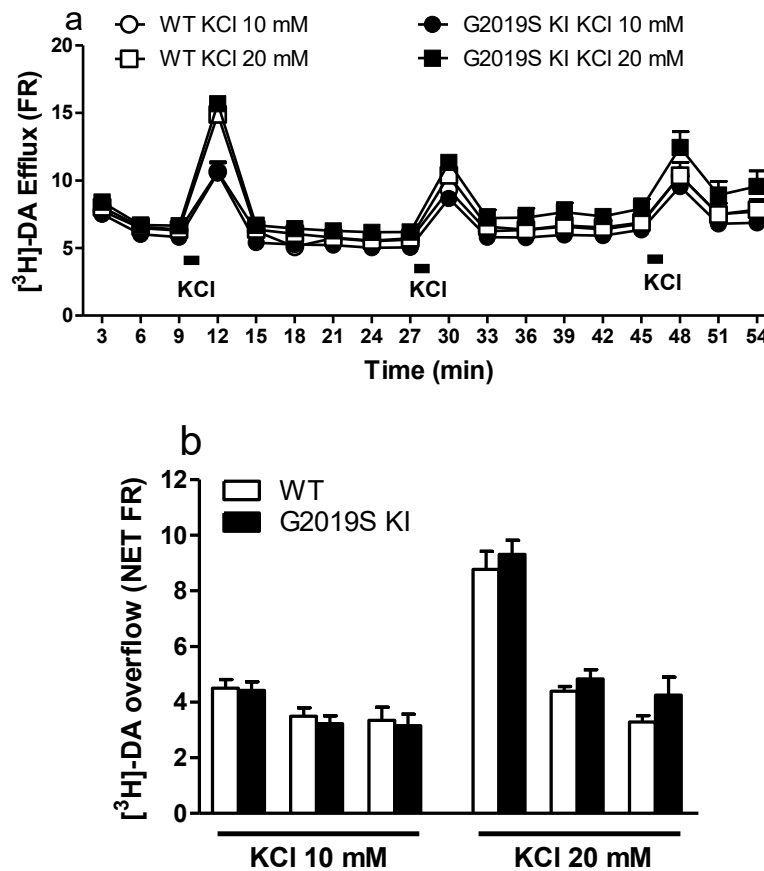 a
WT KCl 10 mM
G2019S KI KCl 10 mM
WT KCl 20 mM
G2019S KI KCl 20 mM
[³H]-DA Efflux (FR)
20
15
10
5
0
KCl
KCl
KCl
3 6 9 12 15 18 21 24 27 30 33 36 39 42 45 48 51 54
Time (min)
b
WT
G2019S KI
[³H]-DA overflow (NET FR)
12
10
8
6
4
2
0
KCl 10 mM
KCl 20 mM